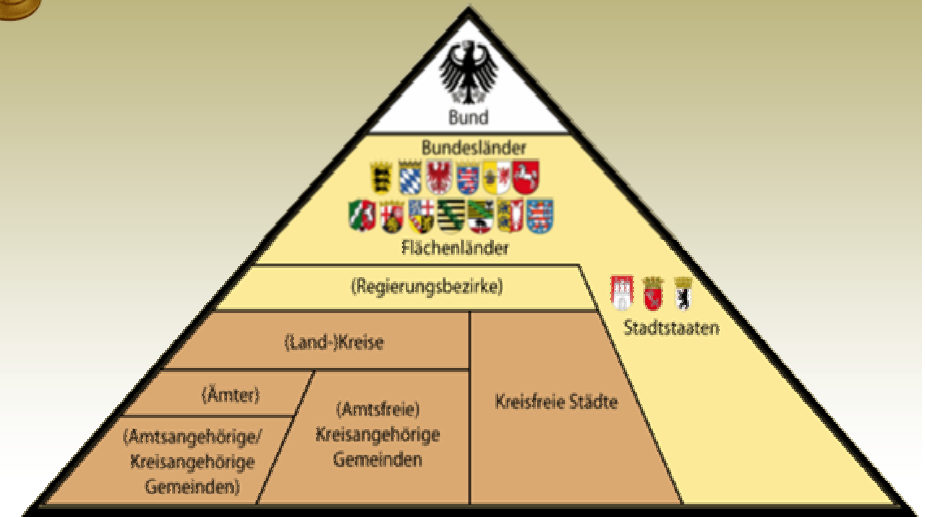 Bund
Bundesländer
Flächenländer
(Regierungsbezirke)
Stadtstaaten
(Land-)Kreise
(Ämter)
(Amtsangehörige/
Kreisangehörige
Gemeinden)
(Amtsfreie)
Kreisangehörige
Gemeinden
Kreisfreie Städte